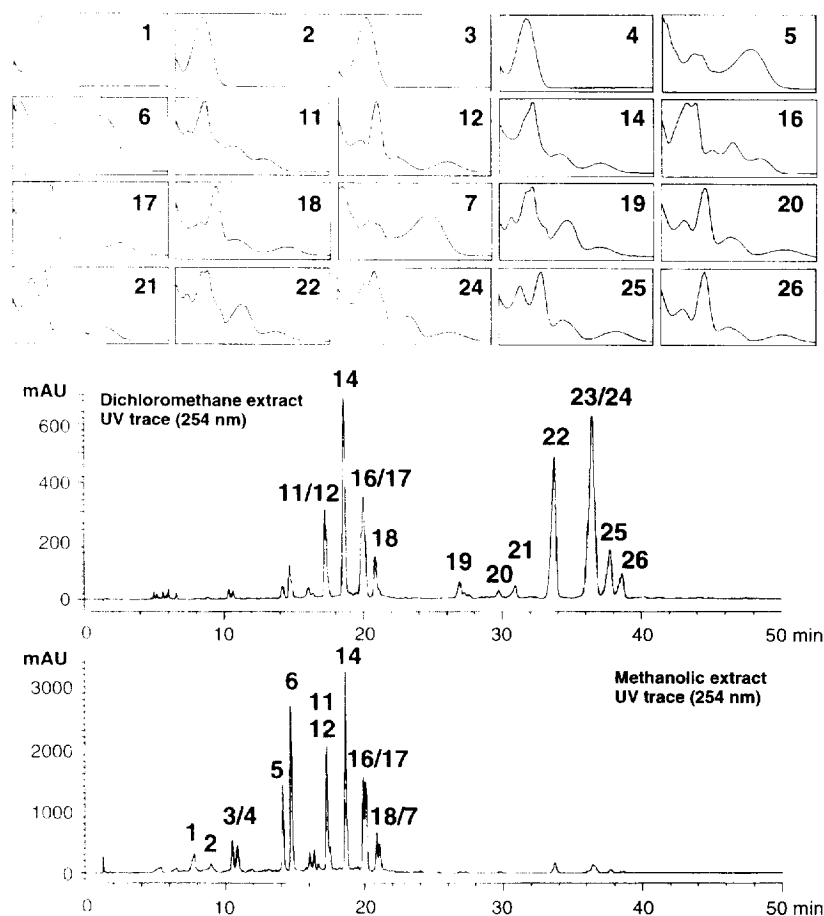 1 2 3 4 5
6 11 12 14 16
17 18 7 19 20
21 22 24 25 26
mAU
Dichloromethane extract
UV trace (254 nm)
14
23/24
22
600
400
200
0
11/12
16/17
18
19
20
21
25
26
0 10 20 30 40 50 min
mAU
Methanolic extract
UV trace (254 nm)
14
6
11
12
16/17
5
18/7
3/4
1
2
3000
2000
1000
0
0 10 20 30 40 50 min